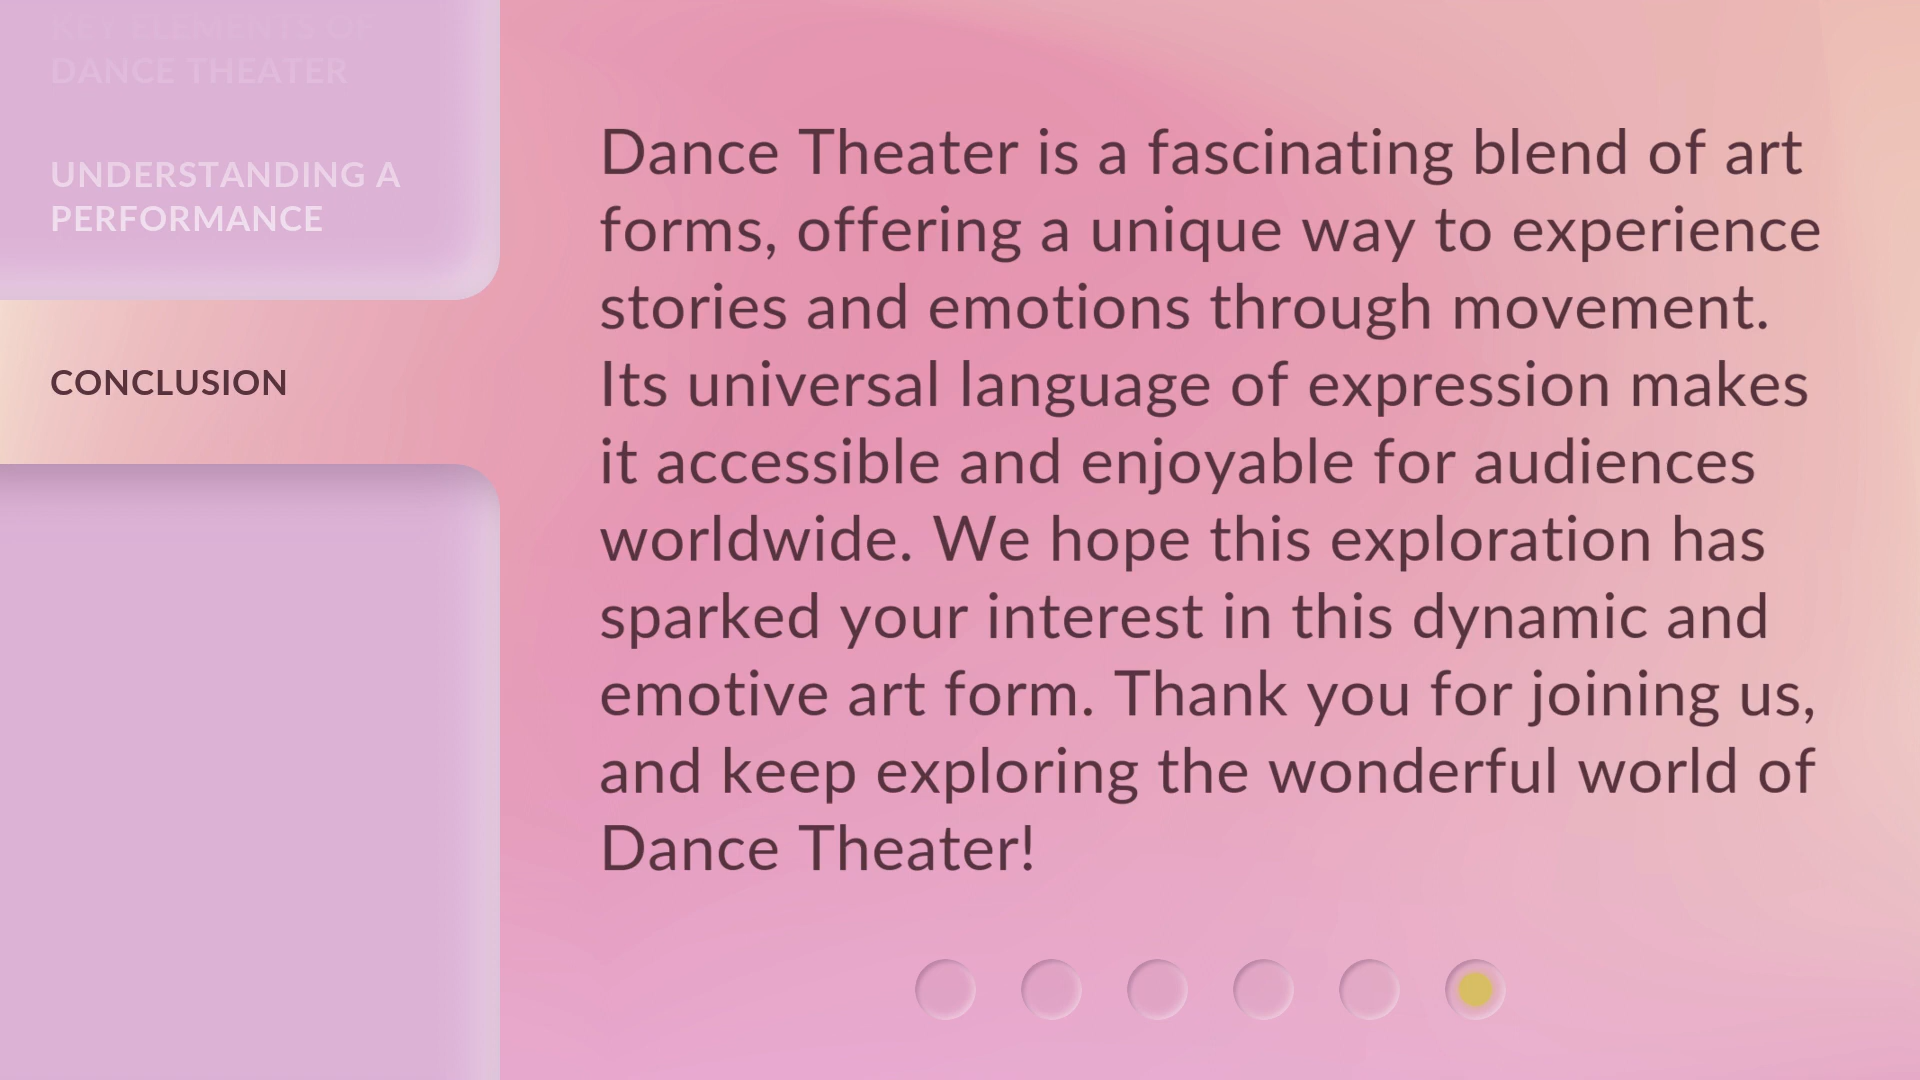 KEY ELEMENTS OF
DANCE THEATER
UNDERSTANDING A
PERFORMANCE
CONCLUSION
Dance Theater is a fascinating blend of art
forms, offering a unique way to experience
stories and emotions through movement.
Its universal language of expression makes
it accessible and enjoyable for audiences
worldwide. We hope this exploration has
sparked your interest in this dynamic and
emotive art form. Thank you for joining us,
and keep exploring the wonderful world of
Dance Theater!